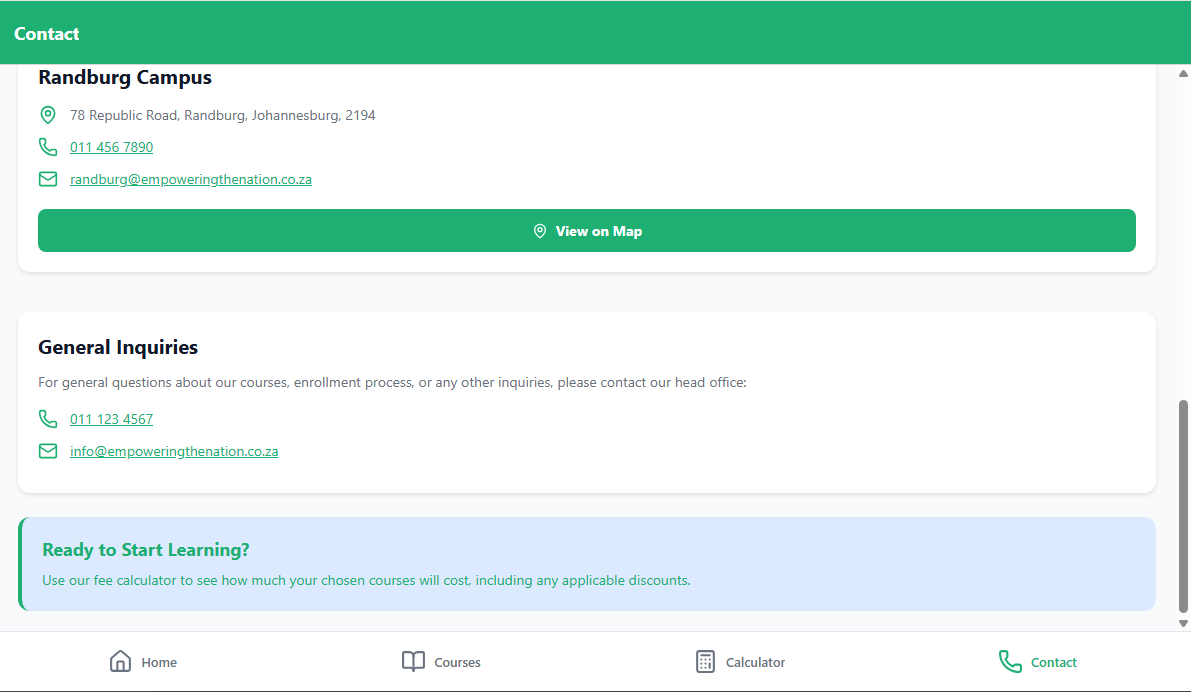 Contact
Randburg Campus
78 Republic Road, Randburg, Johannesburg, 2194
011 456 7890
randburg@empoweringthenation.co.za
View on Map
General Inquiries
For general questions about our courses, enrollment process, or any other inquiries, please contact our head office:
011 123 4567
info@empoweringthenation.co.za
Ready to Start Learning?
Use our fee calculator to see how much your chosen courses will cost, including any applicable discounts.
Home
Courses
Calculator
Contact